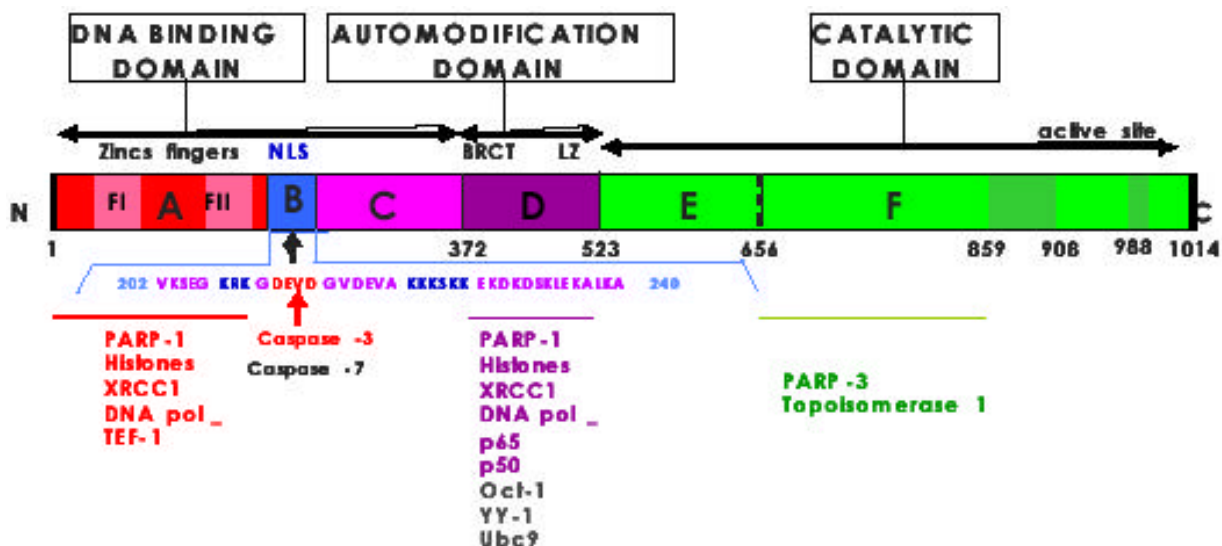 DNA BINDING DOMAIN
AUTOMODIFICATION DOMAIN
CATALYTIC DOMAIN
Zincs fingers NLS BRCT LZ active site
N FI A FII B C D E F C
1 372 523 656 859 908 988 1014
202 VKSEG KRK G DEVD GVDEVA KKKSKK EKDKDSKLEKALKA 240
PARP-1
Histones
XRCC1
DNA pol _
TEF-1
Caspase -3
Caspase -7
PARP-1
Histones
XRCC1
DNA pol _
p65
p50
Oct-1
YY-1
Ubc9
PARP -3
Topoisomerase 1